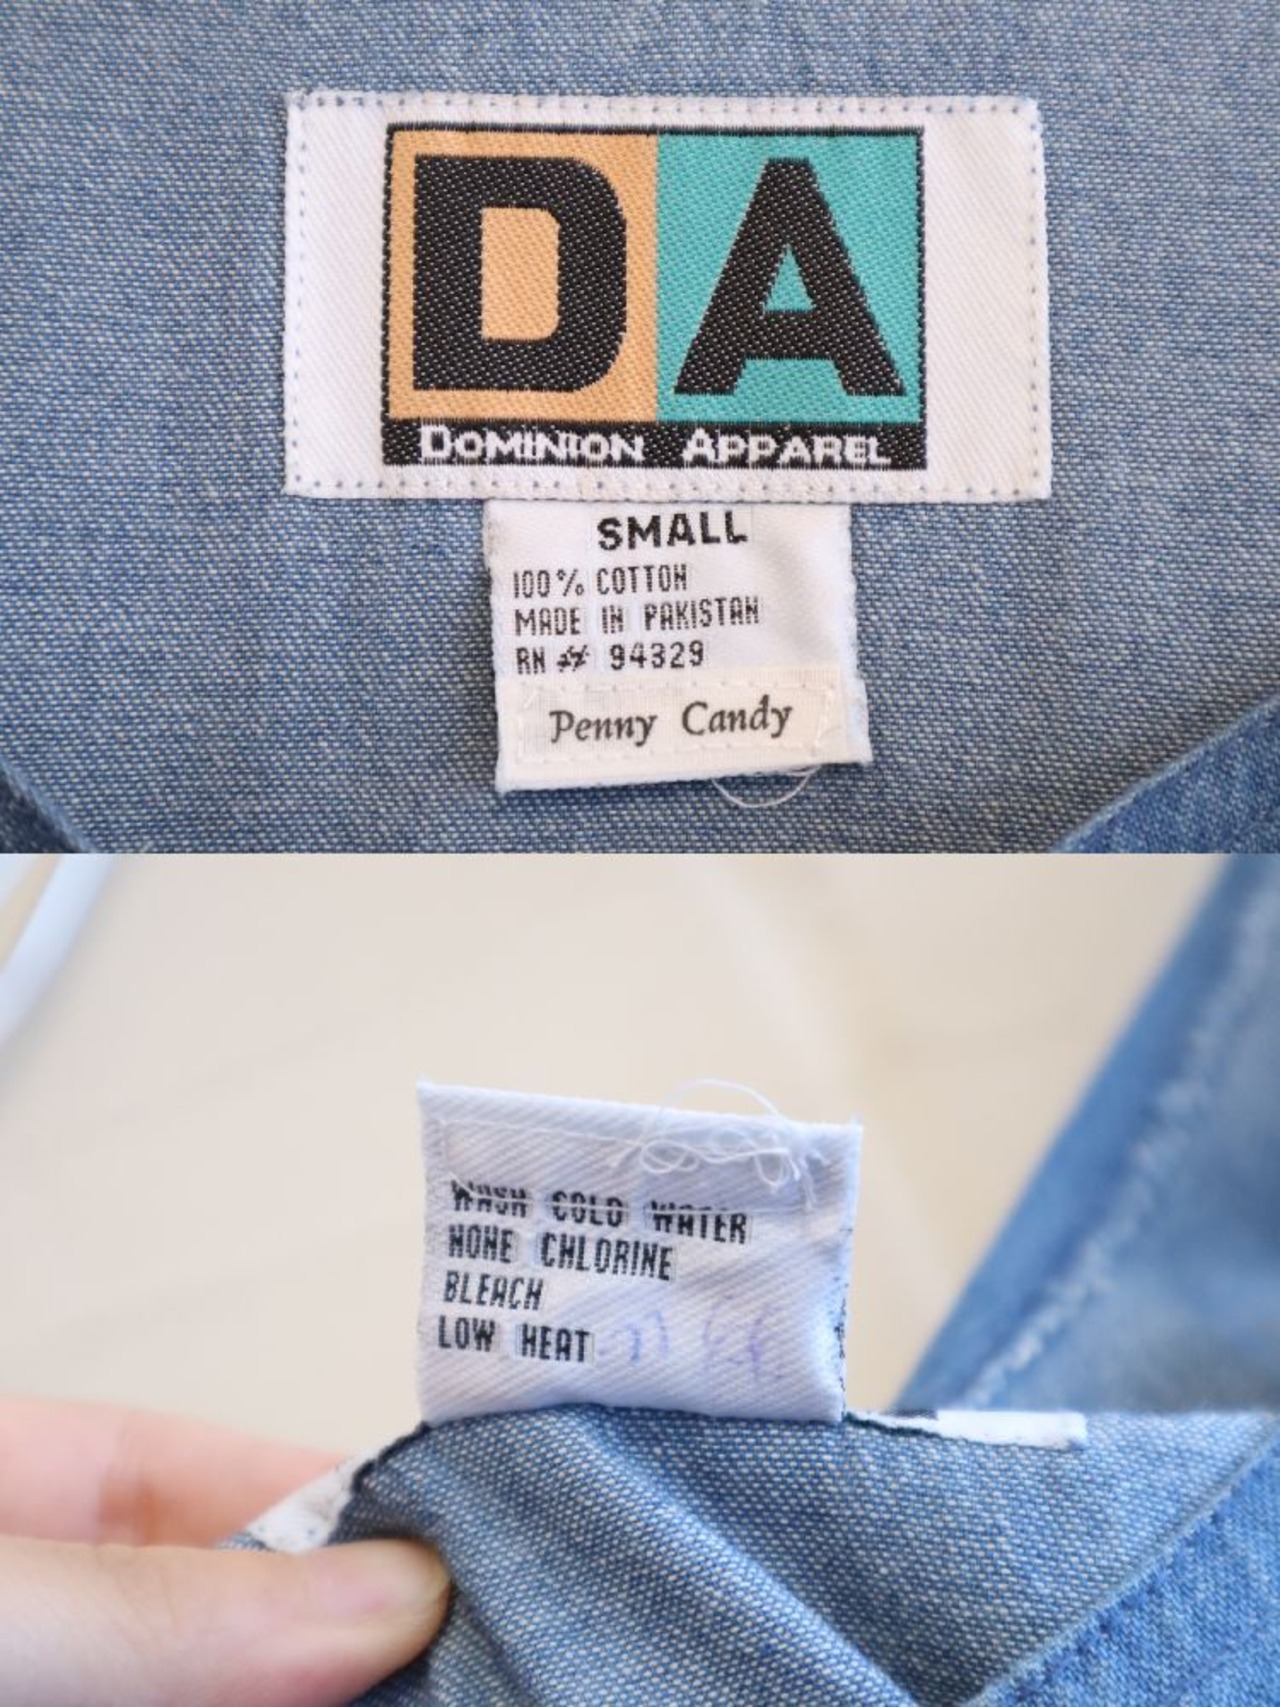 DA
DOMINION APPAREL
SMALL
100% COTTON
MADE IN PAKISTAN
RN # 94329
Penny Candy
WASH COLD WATER
NONE CHLORINE
BLEACH
LOW HEAT